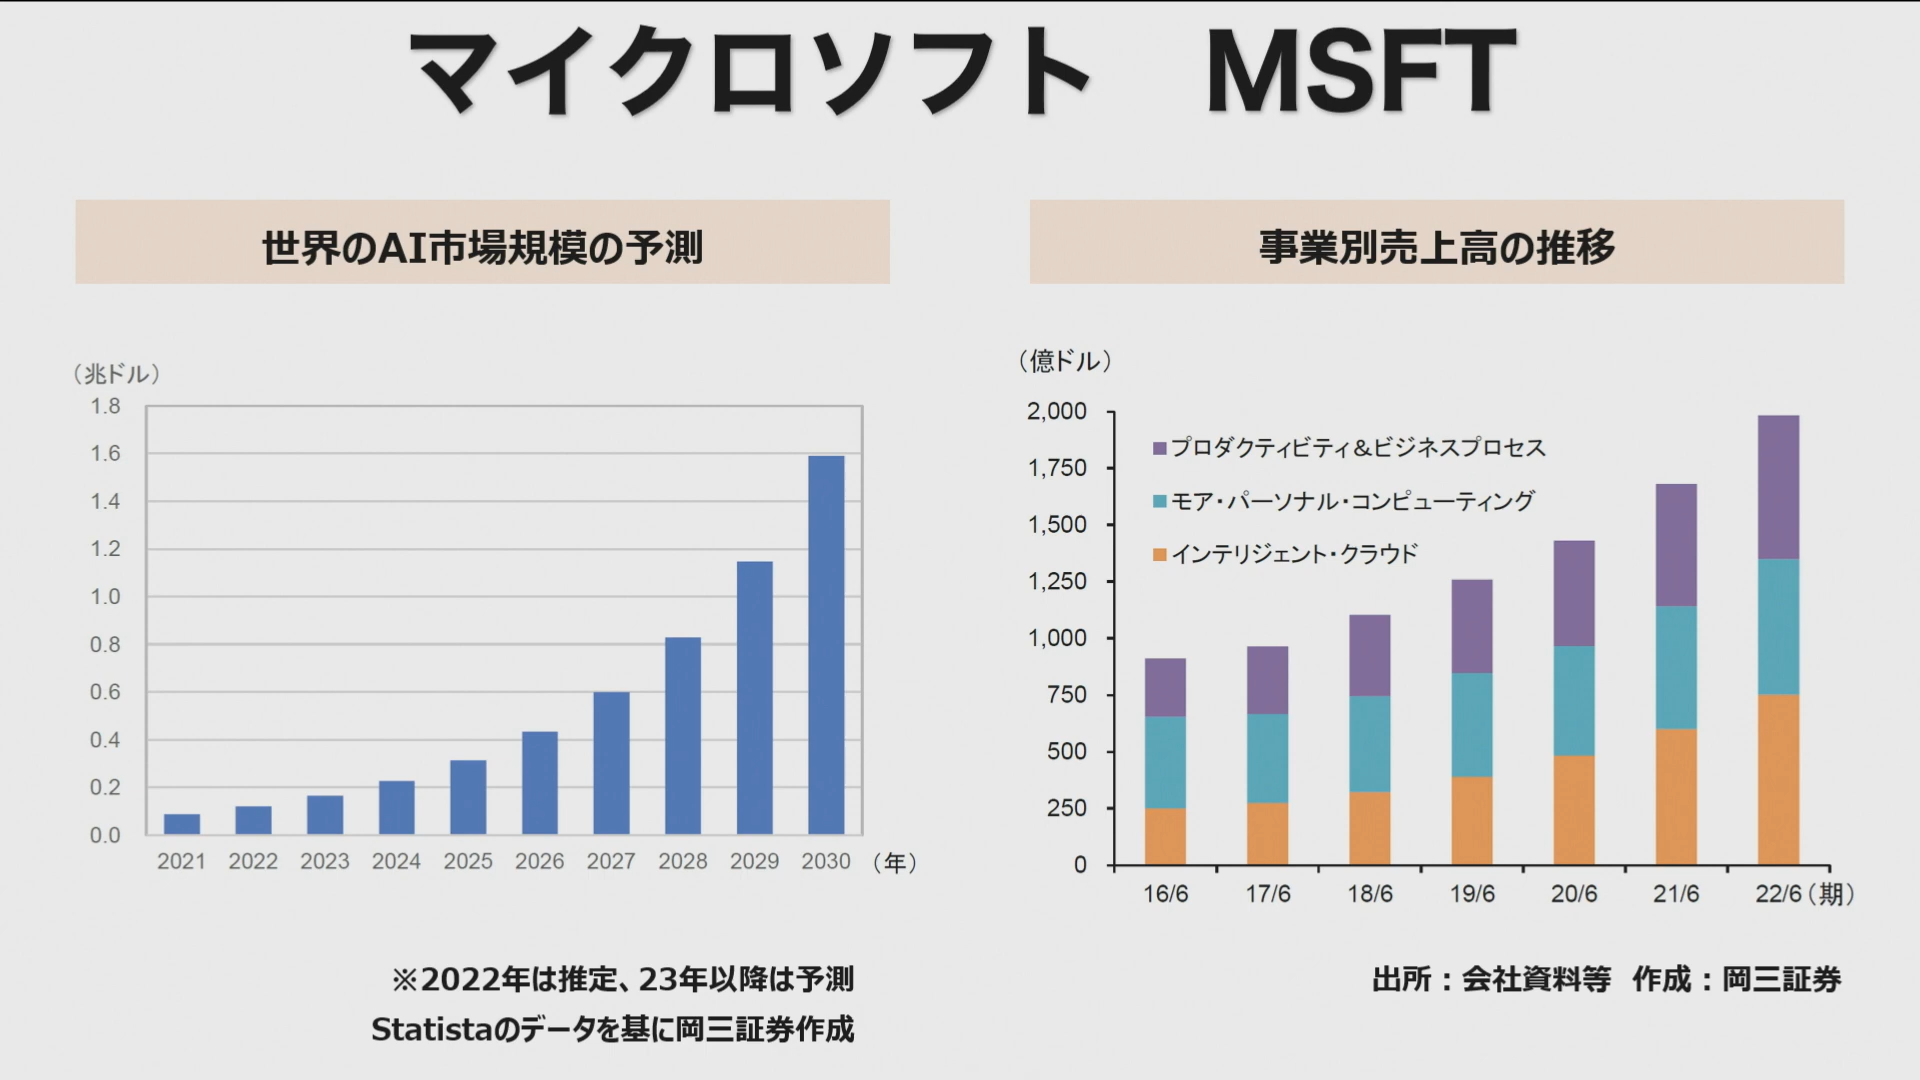 マイクロソフト　MSFT
世界のAI市場規模の予測
（兆ドル）
1.8
1.6
1.4
1.2
1.0
0.8
0.6
0.4
0.2
0.0
2021 2022 2023 2024 2025 2026 2027 2028 2029 2030 （年）
※2022年は推定、23年以降は予測
Statistaのデータを基に岡三証券作成
事業別売上高の推移
（億ドル）
2,000
1,750
1,500
1,250
1,000
750
500
250
0
プロダクティビティ＆ビジネスプロセス
モア・パーソナル・コンピューティング
インテリジェント・クラウド
16/6 17/6 18/6 19/6 20/6 21/6 22/6（期）
出所：会社資料等　作成：岡三証券